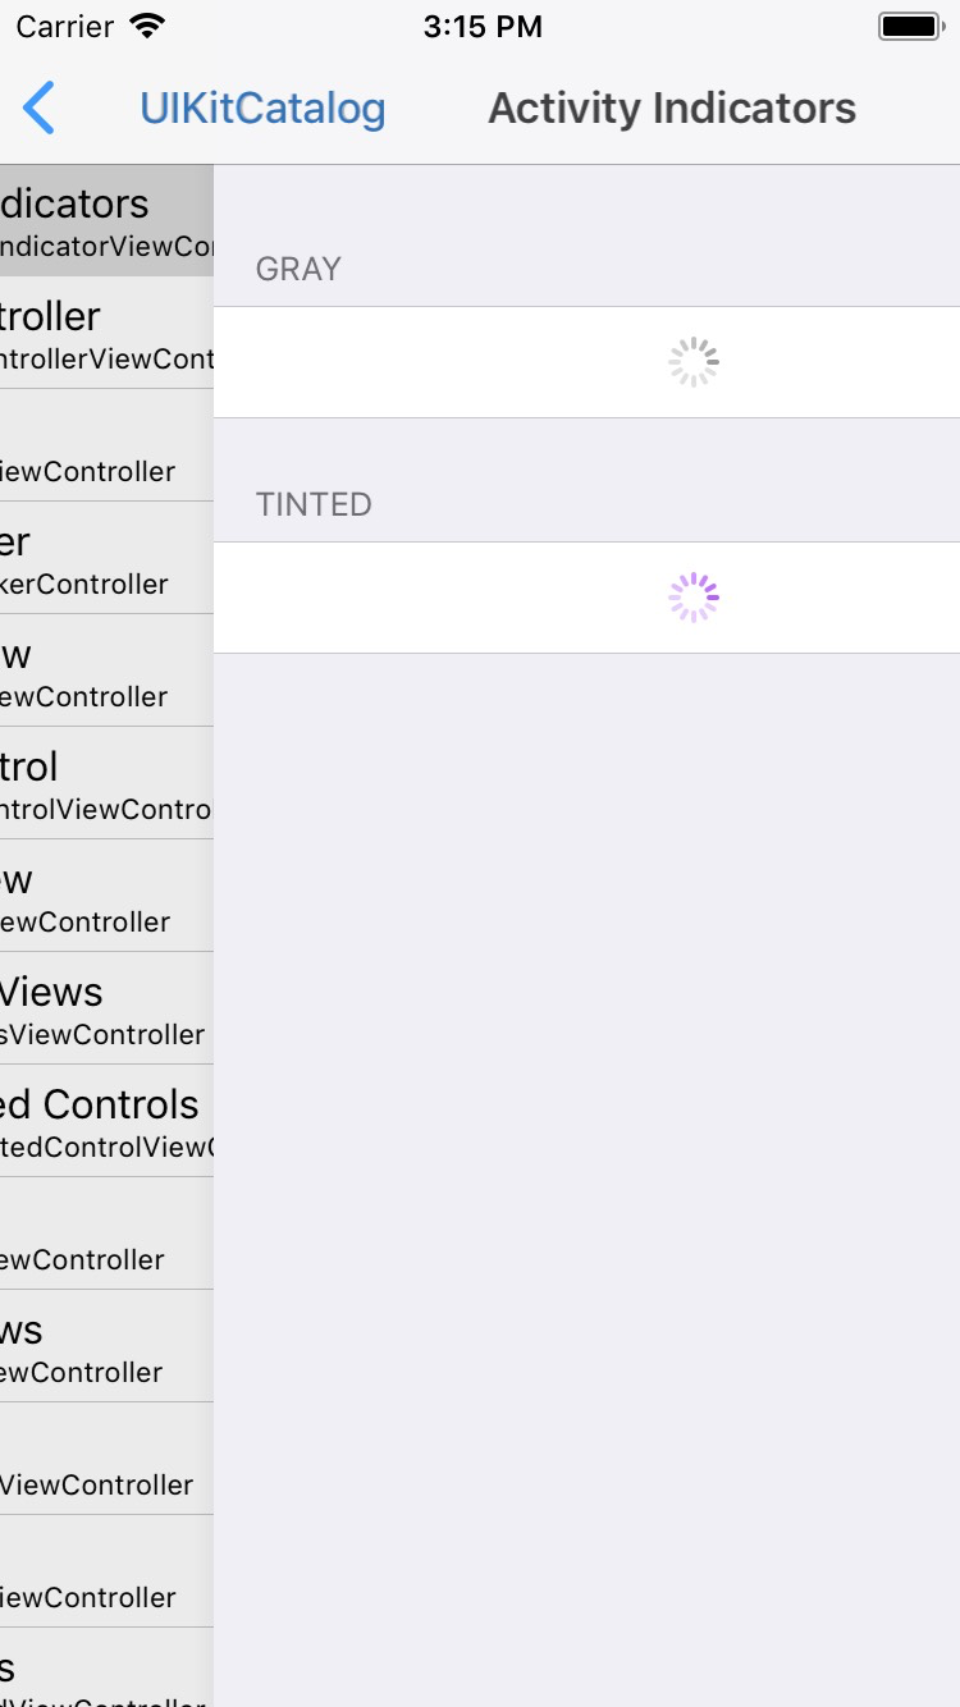 Carrier 3:15 PM
UIKitCatalog Activity Indicators
dicators
ndicatorViewCo
GRAY
troller
ntrollerViewCont
iewController
TINTED
er
kerController
w
ewController
trol
ntrolViewContro
w
ewController
Views
sViewController
ed Controls
tedControlView
ewController
ws
ewController
ViewController
iewController
s
dViewController